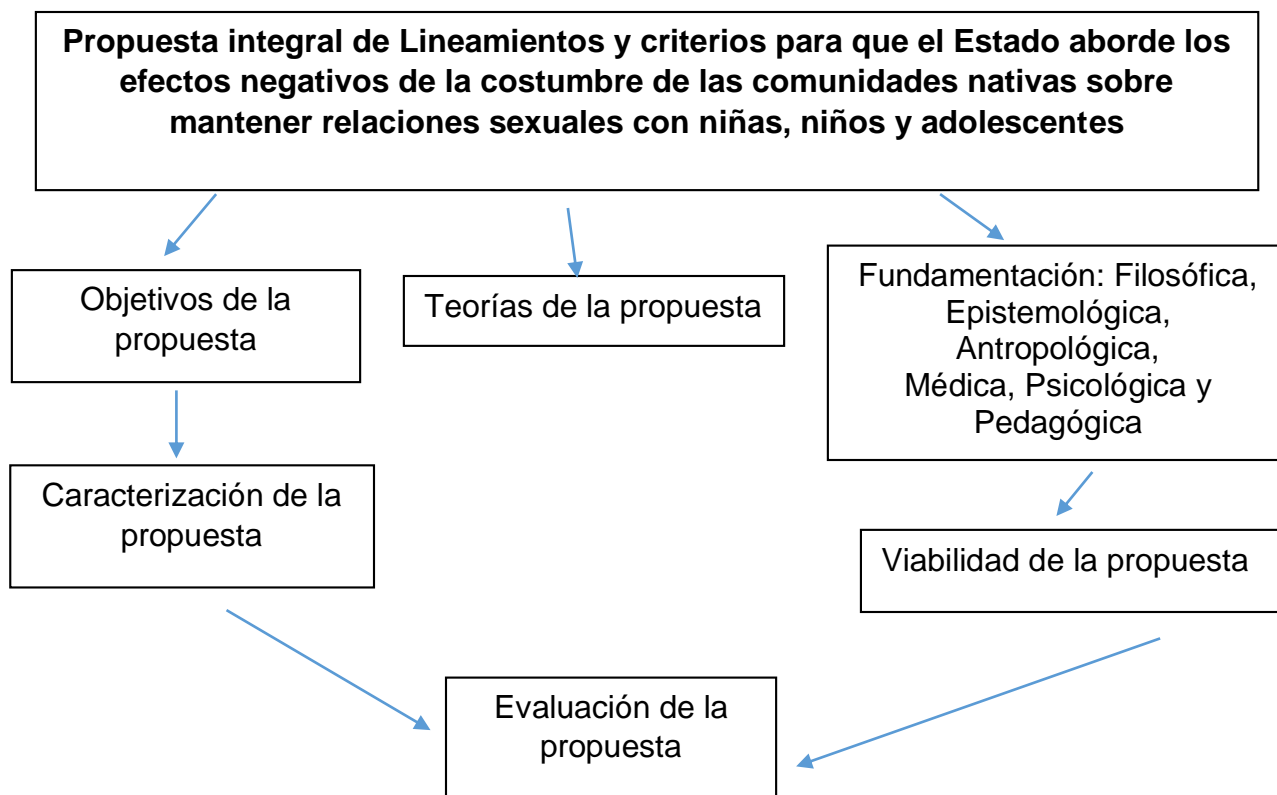 Propuesta integral de Lineamientos y criterios para que el Estado aborde los
efectos negativos de la costumbre de las comunidades nativas sobre
mantener relaciones sexuales con niñas, niños y adolescentes
Objetivos de la
propuesta
Teorías de la propuesta
Fundamentación: Filosófica,
Epistemológica,
Antropológica,
Médica, Psicológica y
Pedagógica
Caracterización de la
propuesta
Viabilidad de la propuesta
Evaluación de la
propuesta